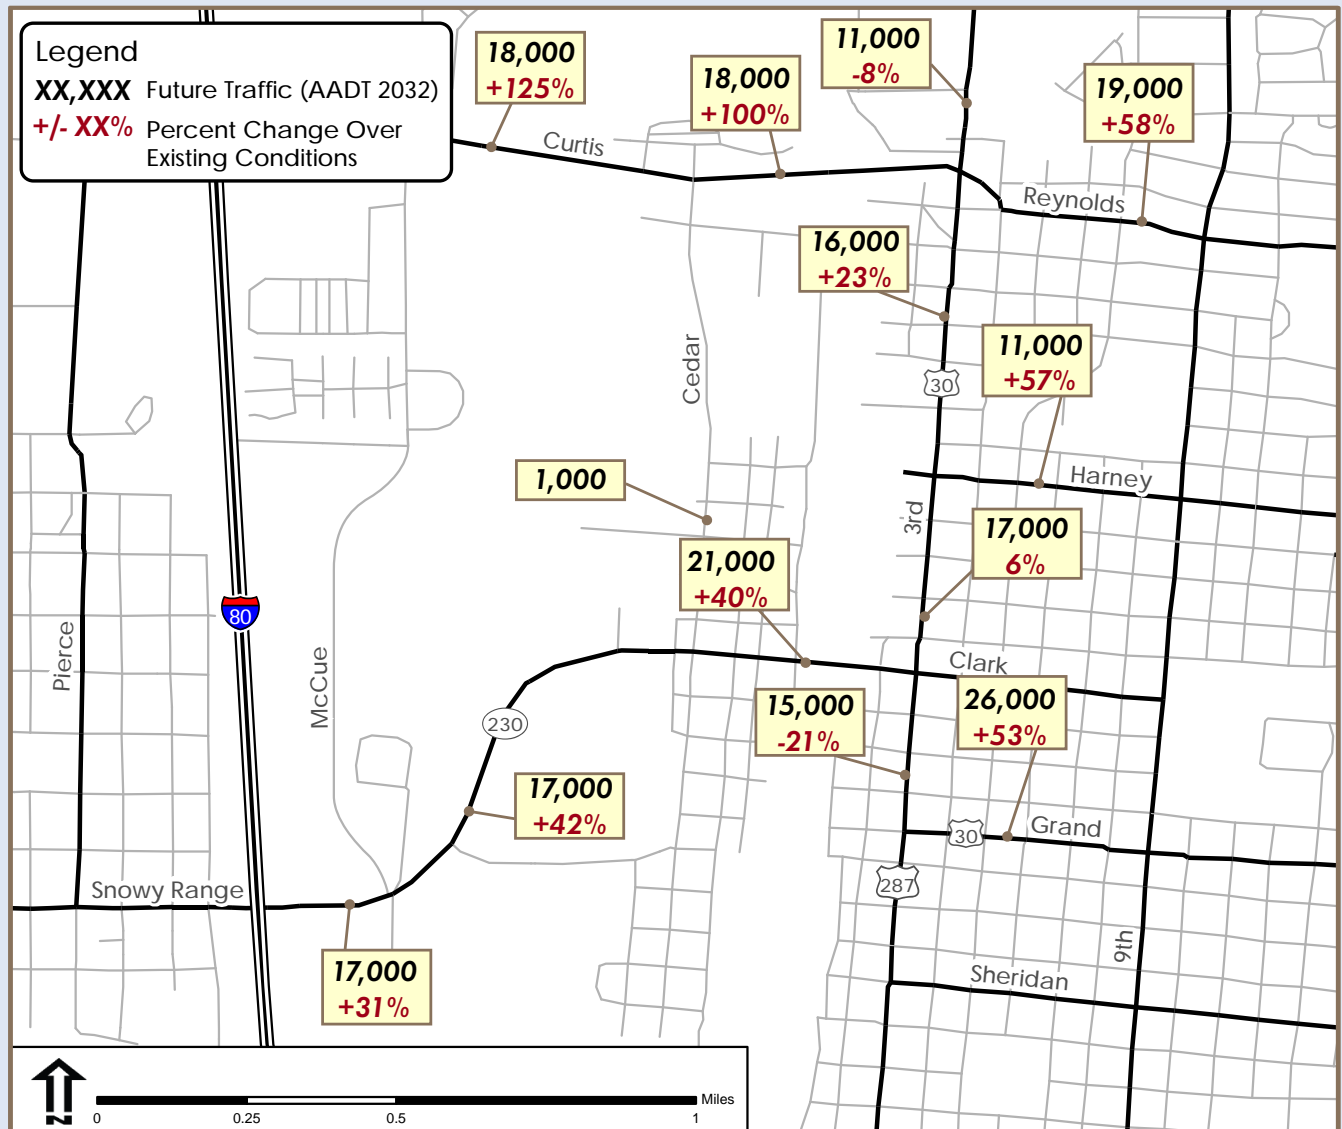 Legend
XX,XXX Future Traffic (AADT 2032)
+/- XX% Percent Change Over
Existing Conditions
18,000
+125%
18,000
+100%
11,000
-8%
19,000
+58%
Curtis
Reynolds
16,000
+23%
11,000
+57%
30
Cedar
1,000
Harney
3rd
17,000
6%
21,000
+40%
80
Pierce
McCue
Clark
230
15,000
-21%
26,000
+53%
17,000
+42%
30
Grand
287
Snowy Range
17,000
+31%
9th
Sheridan
N
Miles
0 0.25 0.5 1